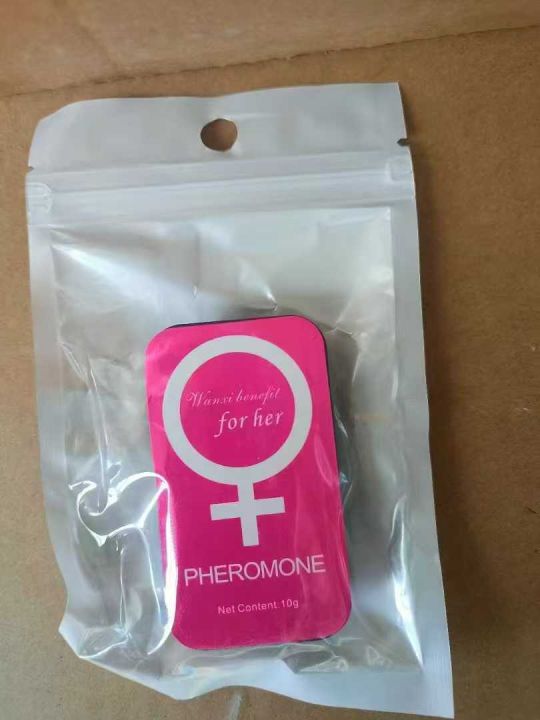 Wanxi benefit
for her
PHEROMONE
Net Content.10g